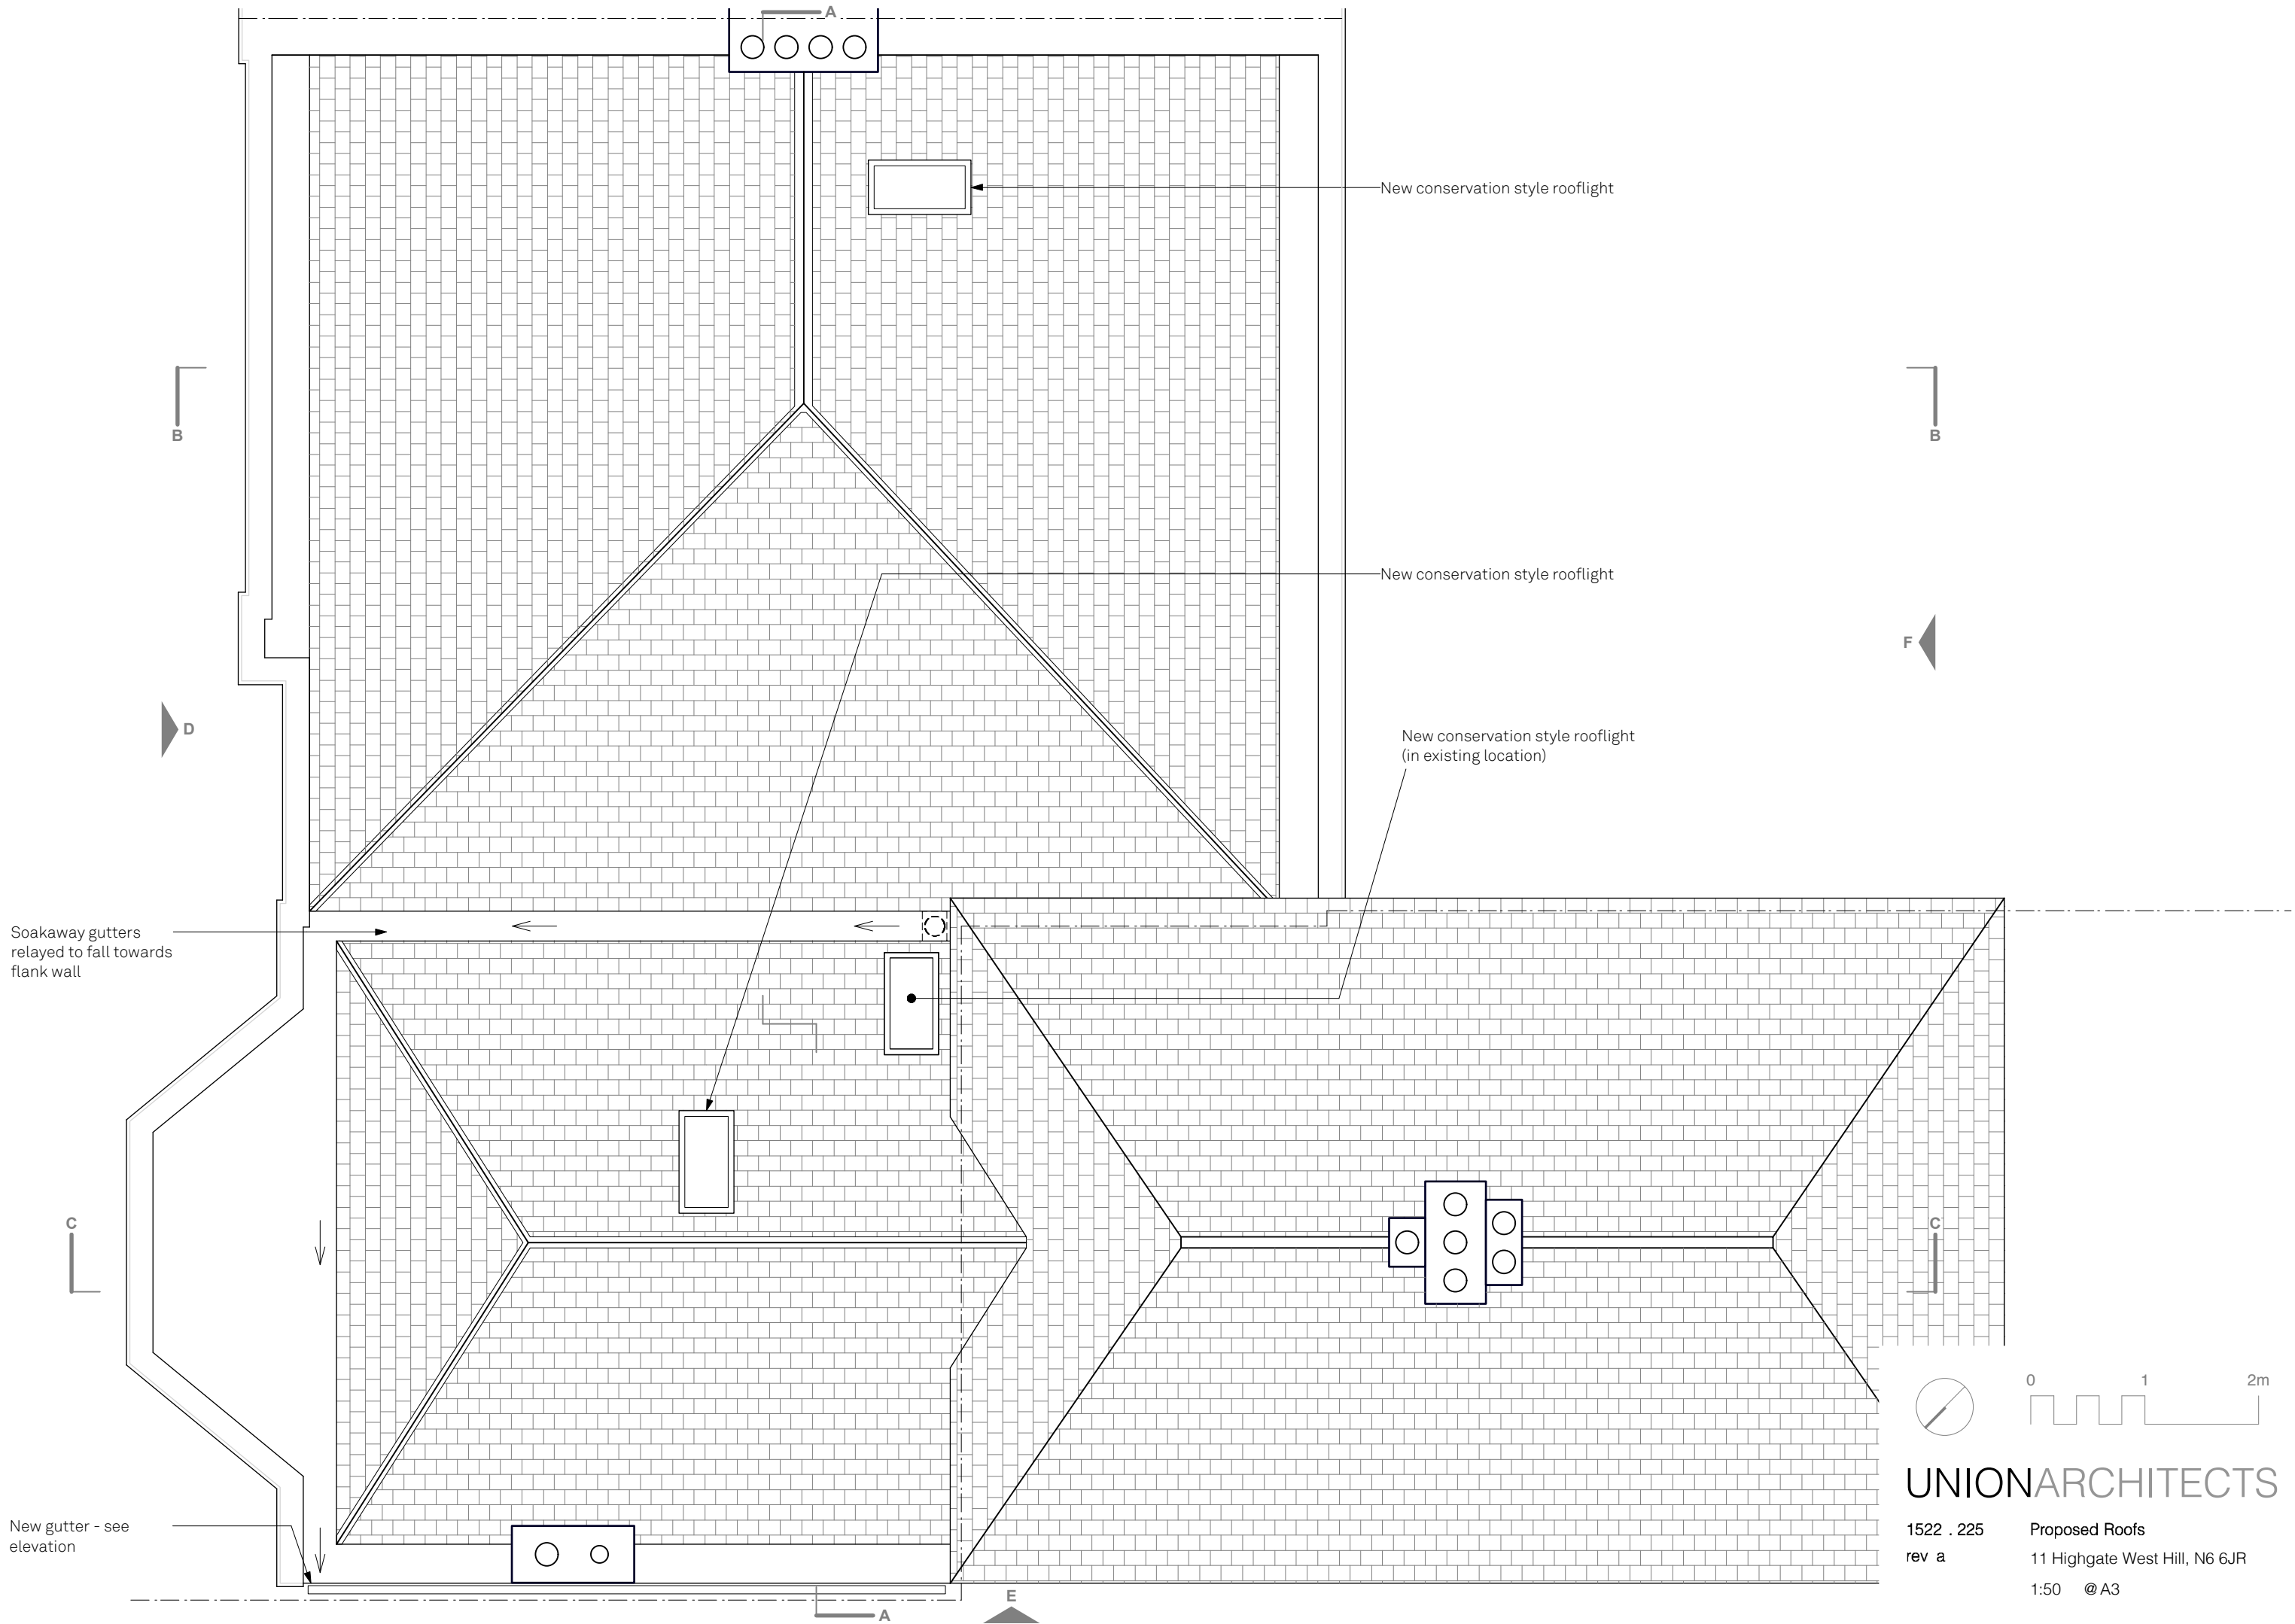 A
New conservation style rooflight
B
B
New conservation style rooflight
F
D
New conservation style rooflight
(in existing location)
Soakaway gutters
relayed to fall towards
flank wall
C
C
0 1 2m
UNIONARCHITECTS
1522 . 225 Proposed Roofs
rev a 11 Highgate West Hill, N6 6JR
1:50 @ A3
New gutter - see
elevation
E
A